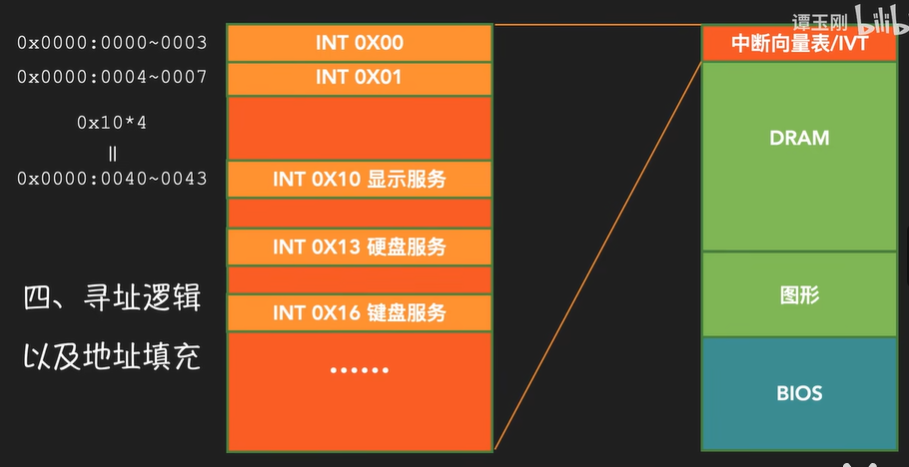 谭玉刚
0x0000:0000~0003
INT 0X00
中断向量表/IVT
0x0000:0004~0007
INT 0X01
0x10*4
=
0x0000:0040~0043
INT 0X10 显示服务
INT 0X13 硬盘服务
INT 0X16 键盘服务
......
四、寻址逻辑
以及地址填充
DRAM
图形
BIOS